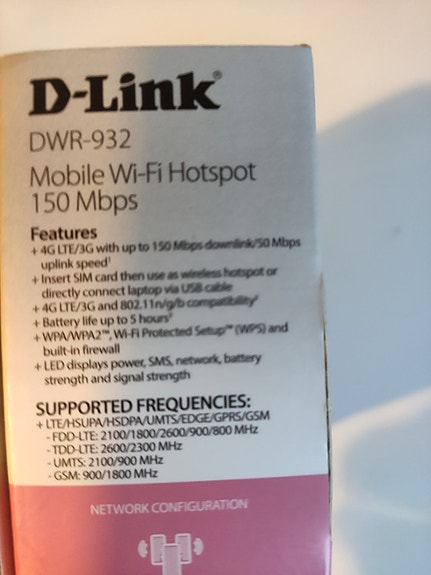 D-Link®
DWR-932
Mobile Wi-Fi Hotspot
150 Mbps
Features
+ 4G LTE/3G with up to 150 Mbps downlink/50 Mbps
uplink speed¹
+ Insert SIM card then use as wireless hotspot or
directly connect laptop via USB cable
+ 4G LTE/3G and 802.11n/g/b compatibility²
+ Battery life up to 5 hours³
+ WPA/WPA2™, Wi-Fi Protected Setup™ (WPS) and
built-in firewall
+ LED displays power, SMS, network, battery
strength and signal strength
SUPPORTED FREQUENCIES:
+ LTE/HSUPA/HSDPA/UMTS/EDGE/GPRS/GSM
- FDD-LTE: 2100/1800/2600/900/800 MHz
- TDD-LTE: 2600/2300 MHz
- UMTS: 2100/900 MHz
- GSM: 900/1800 MHz
NETWORK CONFIGURATION